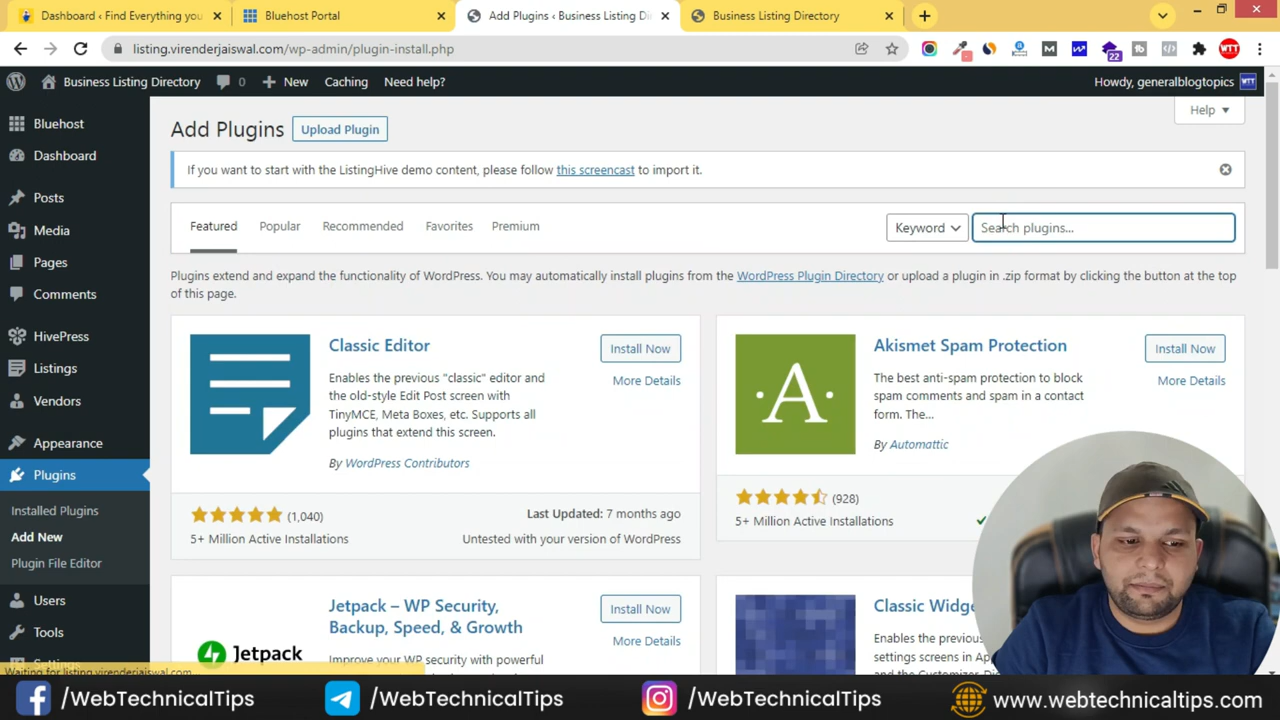 Dashboard ‹ Find Everything you
Bluehost Portal
Add Plugins ‹ Business Listing Di
Business Listing Directory
listing.virenderjaiswal.com/wp-admin/plugin-install.php
22
WTT
Business Listing Directory
0
New
Caching
Need help?
Howdy, generalblogtopics
WTT
Bluehost
Dashboard
Posts
Media
Pages
Comments
HivePress
Listings
Vendors
Appearance
Plugins
Installed Plugins
Add New
Plugin File Editor
Users
Tools
Add Plugins
Upload Plugin
Help
If you want to start with the ListingHive demo content, please follow this screencast to import it.
Featured
Popular
Recommended
Favorites
Premium
Keyword
Search plugins...
Plugins extend and expand the functionality of WordPress. You may automatically install plugins from the WordPress Plugin Directory or upload a plugin in .zip format by clicking the button at the top
of this page.
Classic Editor
Install Now
More Details
Enables the previous "classic" editor and
the old-style Edit Post screen with
TinyMCE, Meta Boxes, etc. Supports all
plugins that extend this screen.
By WordPress Contributors
(1,040)
Last Updated: 7 months ago
5+ Million Active Installations
Untested with your version of WordPress
Akismet Spam Protection
Install Now
More Details
The best anti-spam protection to block
spam comments and spam in a contact
form. The...
By Automattic
(928)
5+ Million Active Installations
Jetpack – WP Security,
Backup, Speed, & Growth
Install Now
More Details
Jetpack
Improve your WP security with powerful
Classic Widge
Enables the previous
settings screens in Ap
Waiting for listing.virenderjaiswal.com...
/WebTechnicalTips
/WebTechnicalTips
/WebTechnicalTips
www.webtechnicaltips.com